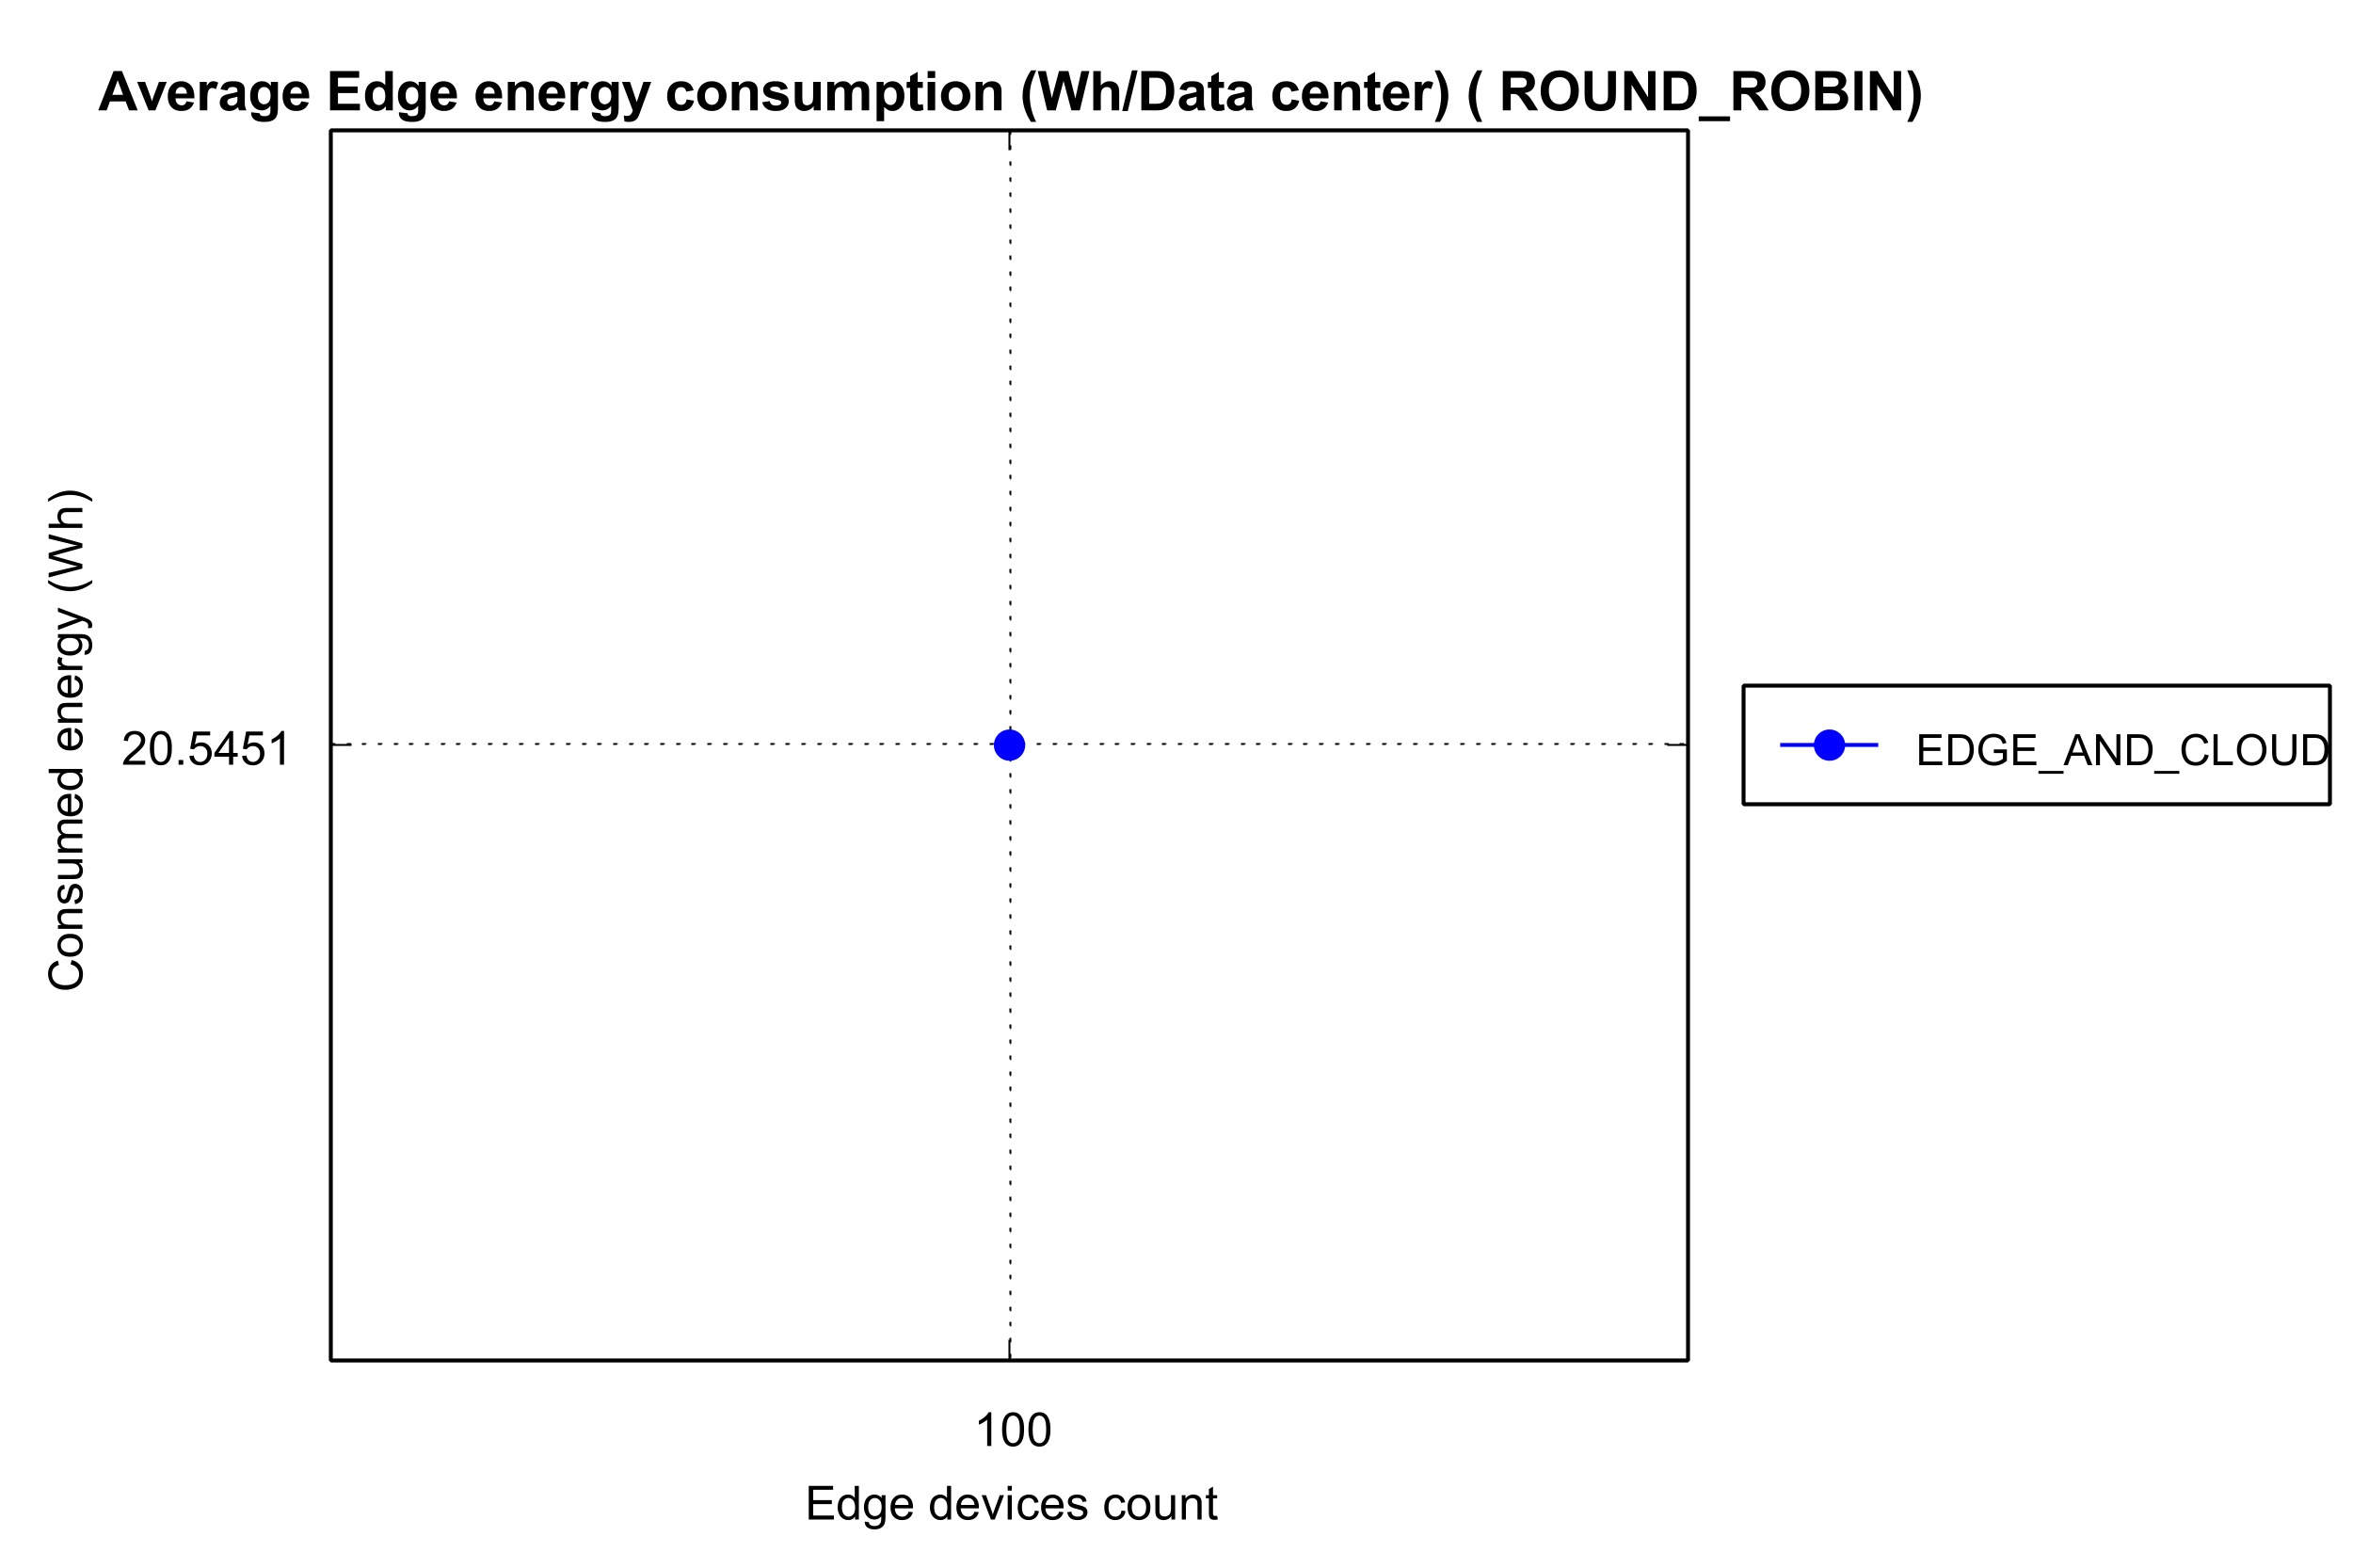 Average Edge energy consumption (Wh/Data center) ( ROUND_ROBIN)
Consumed energy (Wh)
20.5451
EDGE_AND_CLOUD
100
Edge devices count